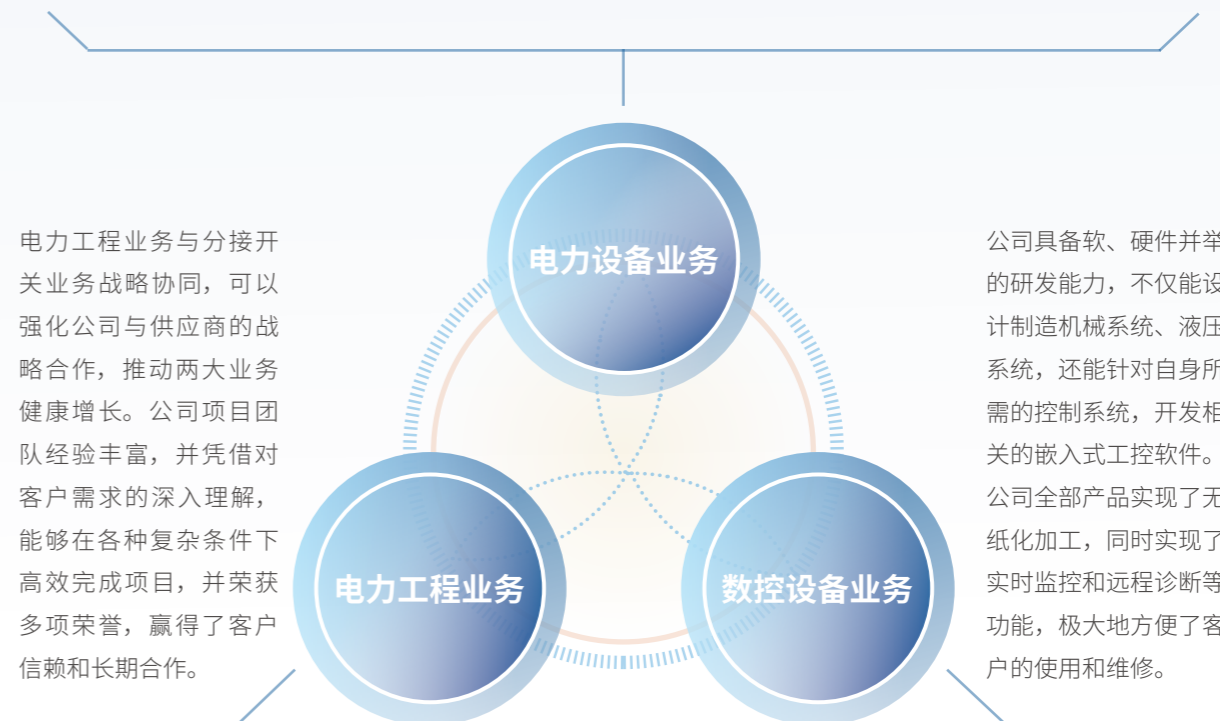 电力设备业务
电力工程业务与分接开
关业务战略协同，可以
强化公司与供应商的战
略合作，推动两大业务
健康增长。公司项目团
队经验丰富，并凭借对
客户需求的深入理解，
能够在各种复杂条件下
高效完成项目，并荣获
多项荣誉，赢得了客户
信赖和长期合作。
电力工程业务
数控设备业务
公司具备软、硬件并举
的研发能力，不仅能设
计制造机械系统、液压
系统，还能针对自身所
需的控制系统，开发相
关的嵌入式工控软件。
公司全部产品实现了无
纸化加工，同时实现了
实时监控和远程诊断等
功能，极大地方便了客
户的使用和维修。